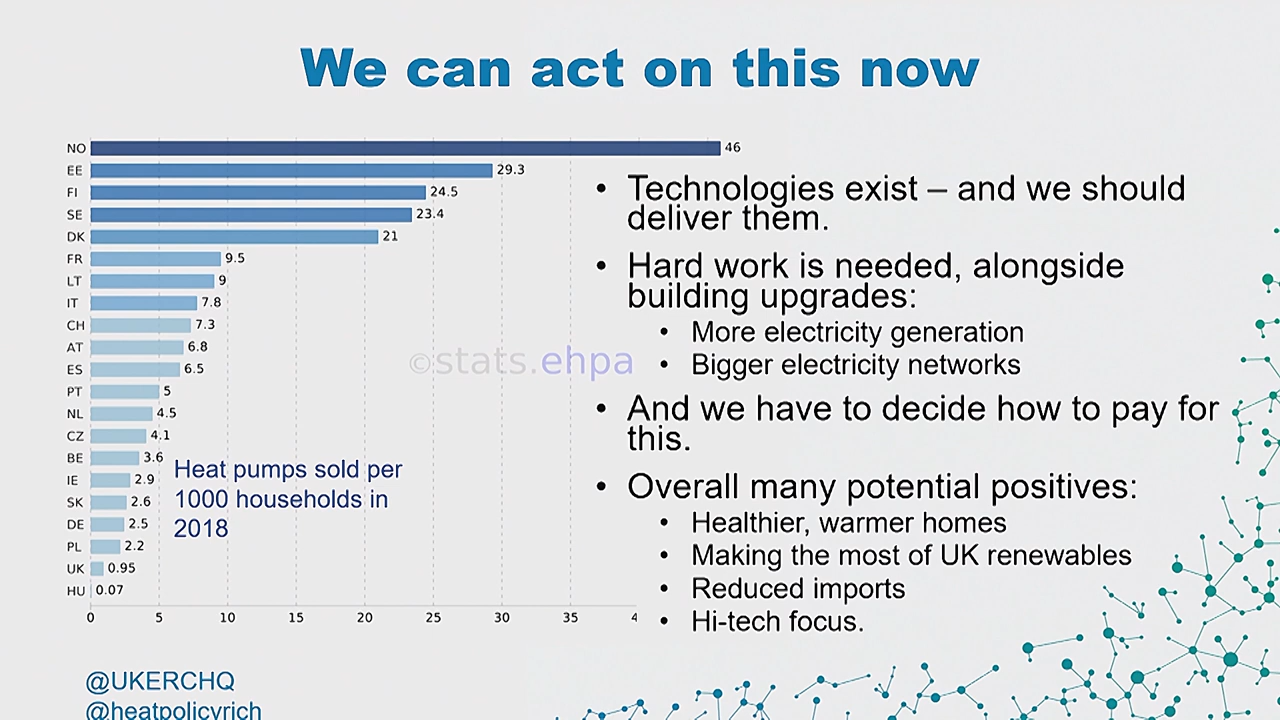 We can act on this now
NO 46
EE 29.3
FI 24.5
SE 23.4
DK 21
FR 9.5
LT 9
IT 7.8
CH 7.3
AT 6.8
ES 6.5
PT 5
NL 4.5
CZ 4.1
BE 3.6
IE 2.9
SK 2.6
DE 2.5
PL 2.2
UK 0.95
HU 0.07
0 5 10 15 20 25 30 35 4
©stats.ehpa
Heat pumps sold per
1000 households in
2018
• Technologies exist – and we should
deliver them.
• Hard work is needed, alongside
building upgrades:
• More electricity generation
• Bigger electricity networks
• And we have to decide how to pay for
this.
• Overall many potential positives:
• Healthier, warmer homes
• Making the most of UK renewables
• Reduced imports
• Hi-tech focus.
@UKERCHQ
@heatpolicyrich